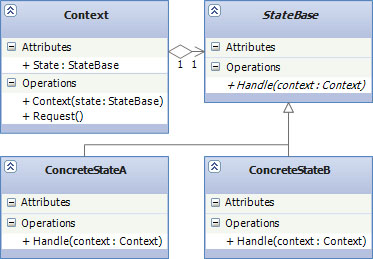 Context
Attributes
+ State : StateBase
Operations
+ Context(state : StateBase)
+ Request()
1 1
StateBase
Attributes
Operations
+ Handle(context : Context)
ConcreteStateA
Attributes
Operations
+ Handle(context : Context)
ConcreteStateB
Attributes
Operations
+ Handle(context : Context)